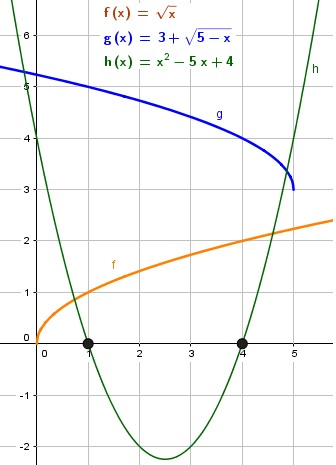 f (x) = √x
g (x) = 3 + √5 − x
h (x) = x² − 5 x + 4
6
h
5
g
4
3
2
f
1
0
0 1 2 3 4 5
-1
-2